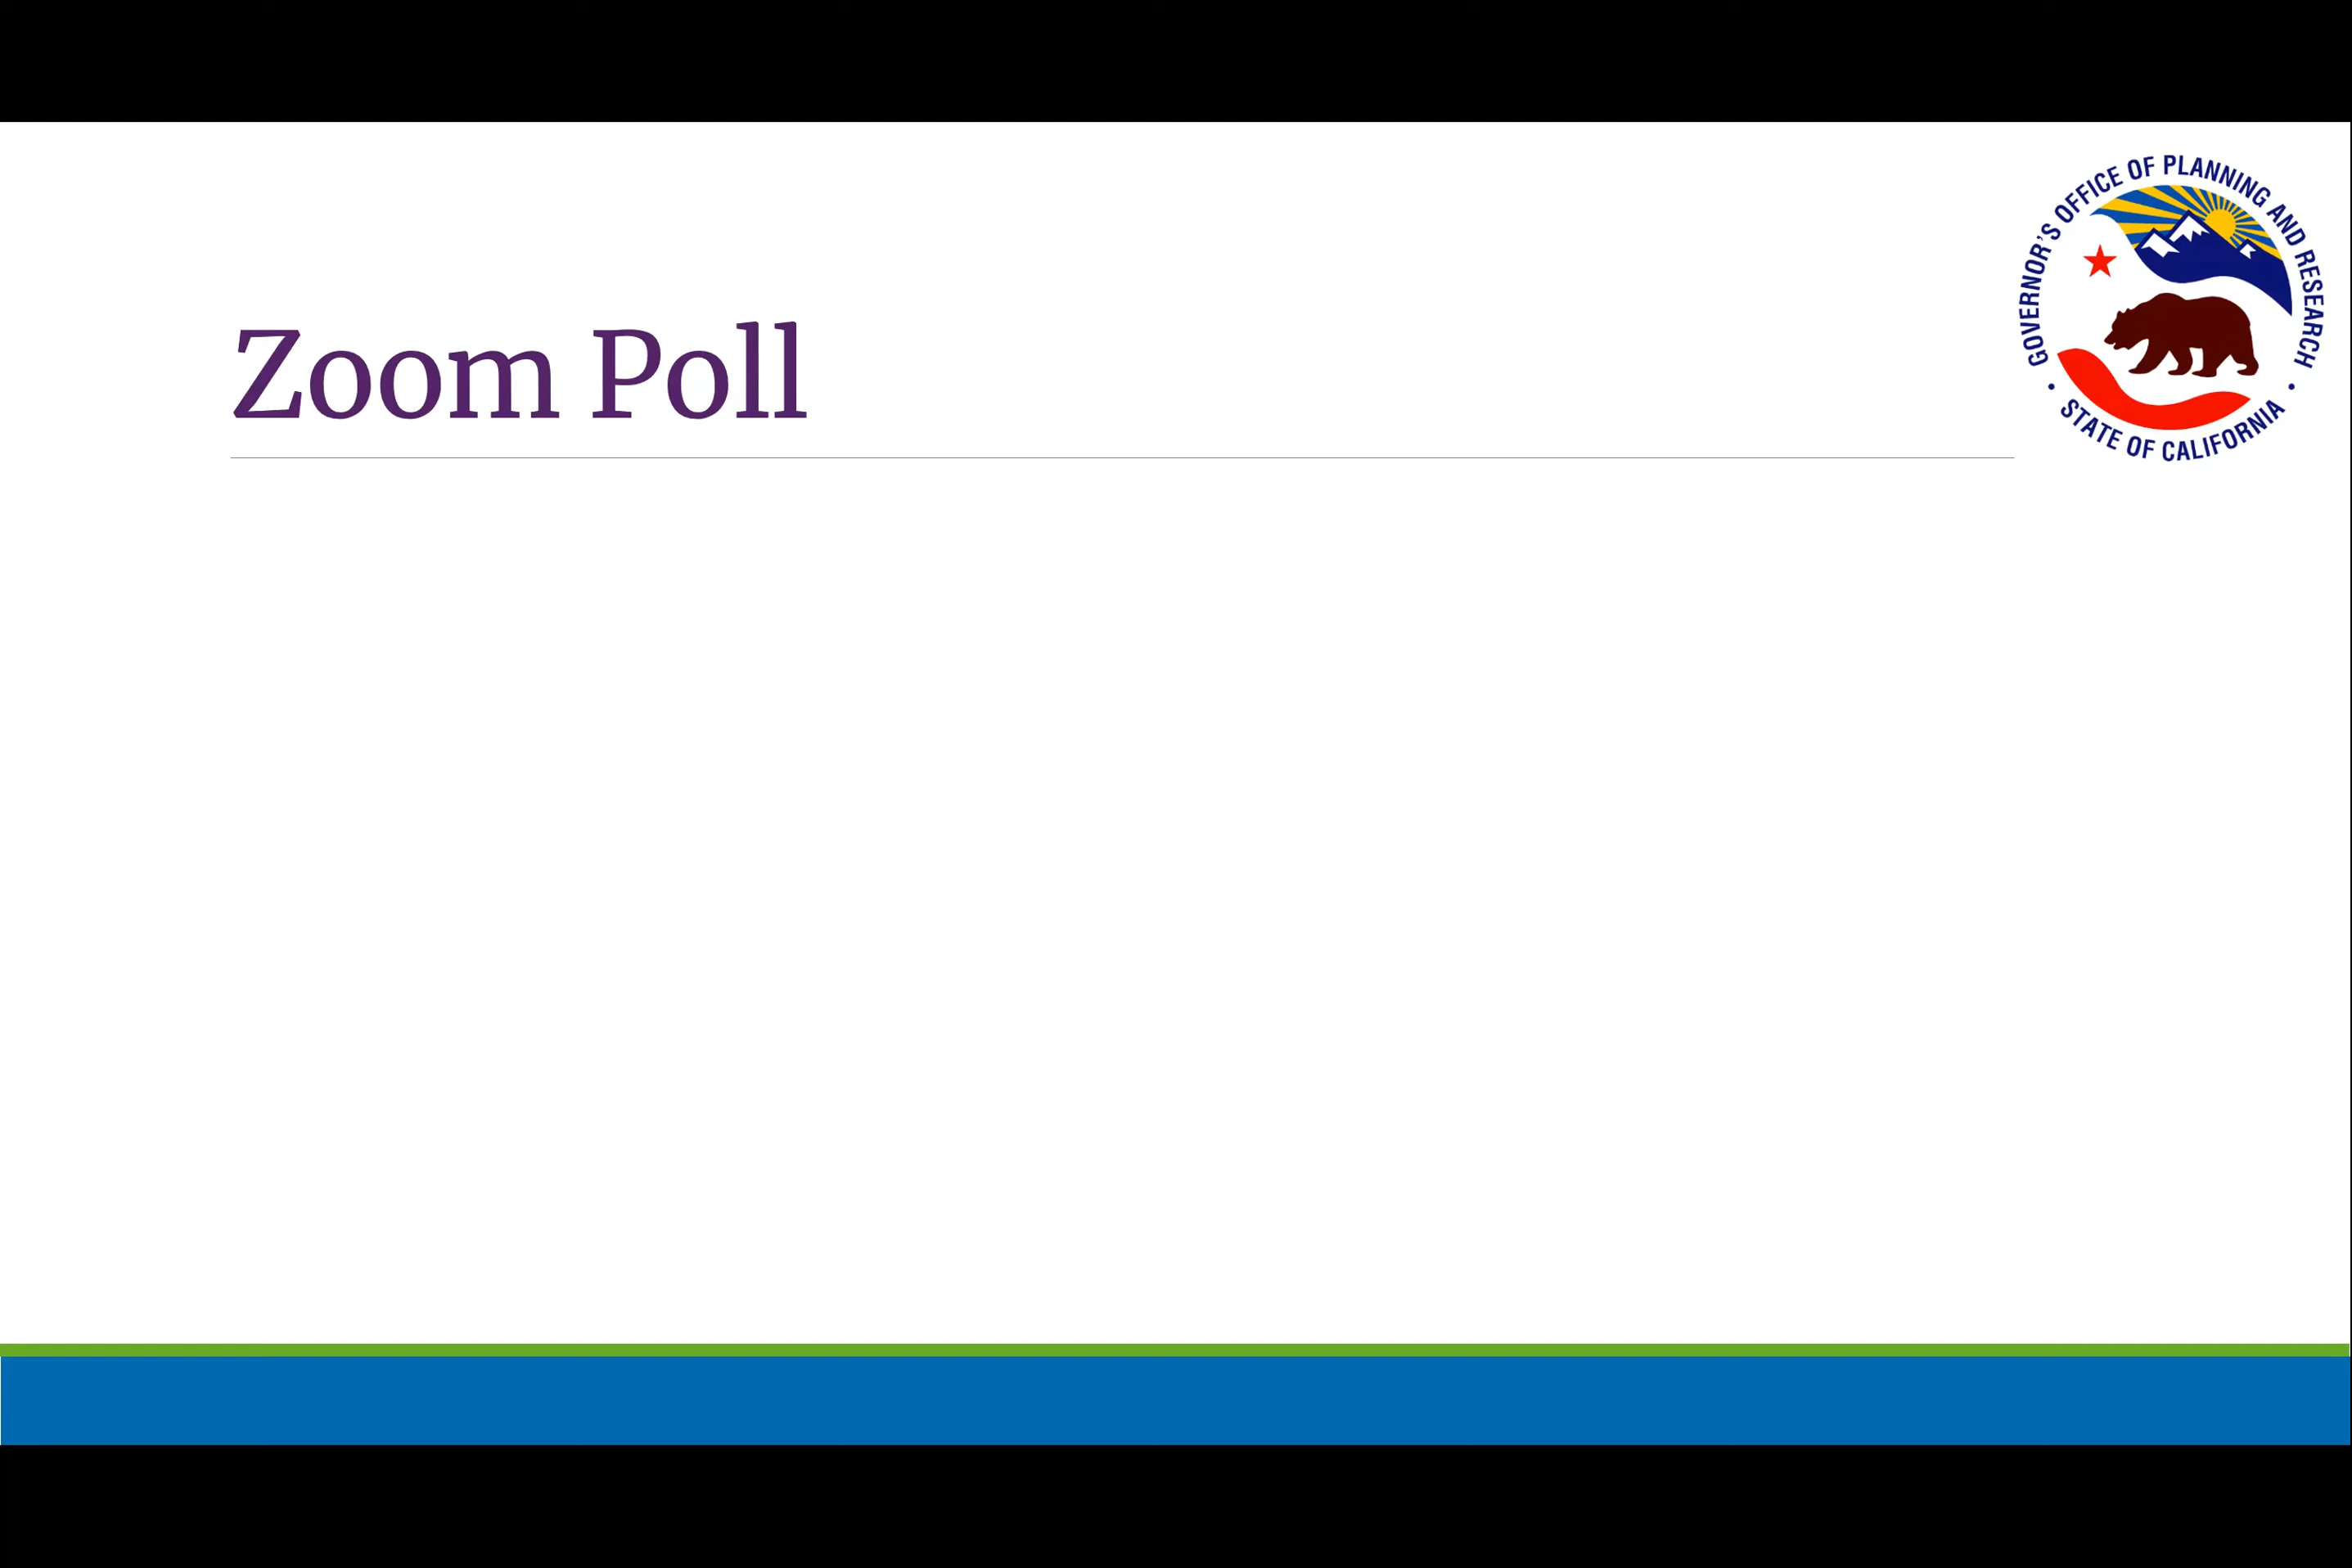 Zoom Poll
GOVERNOR'S OFFICE OF PLANNING AND RESEARCH
• STATE OF CALIFORNIA •